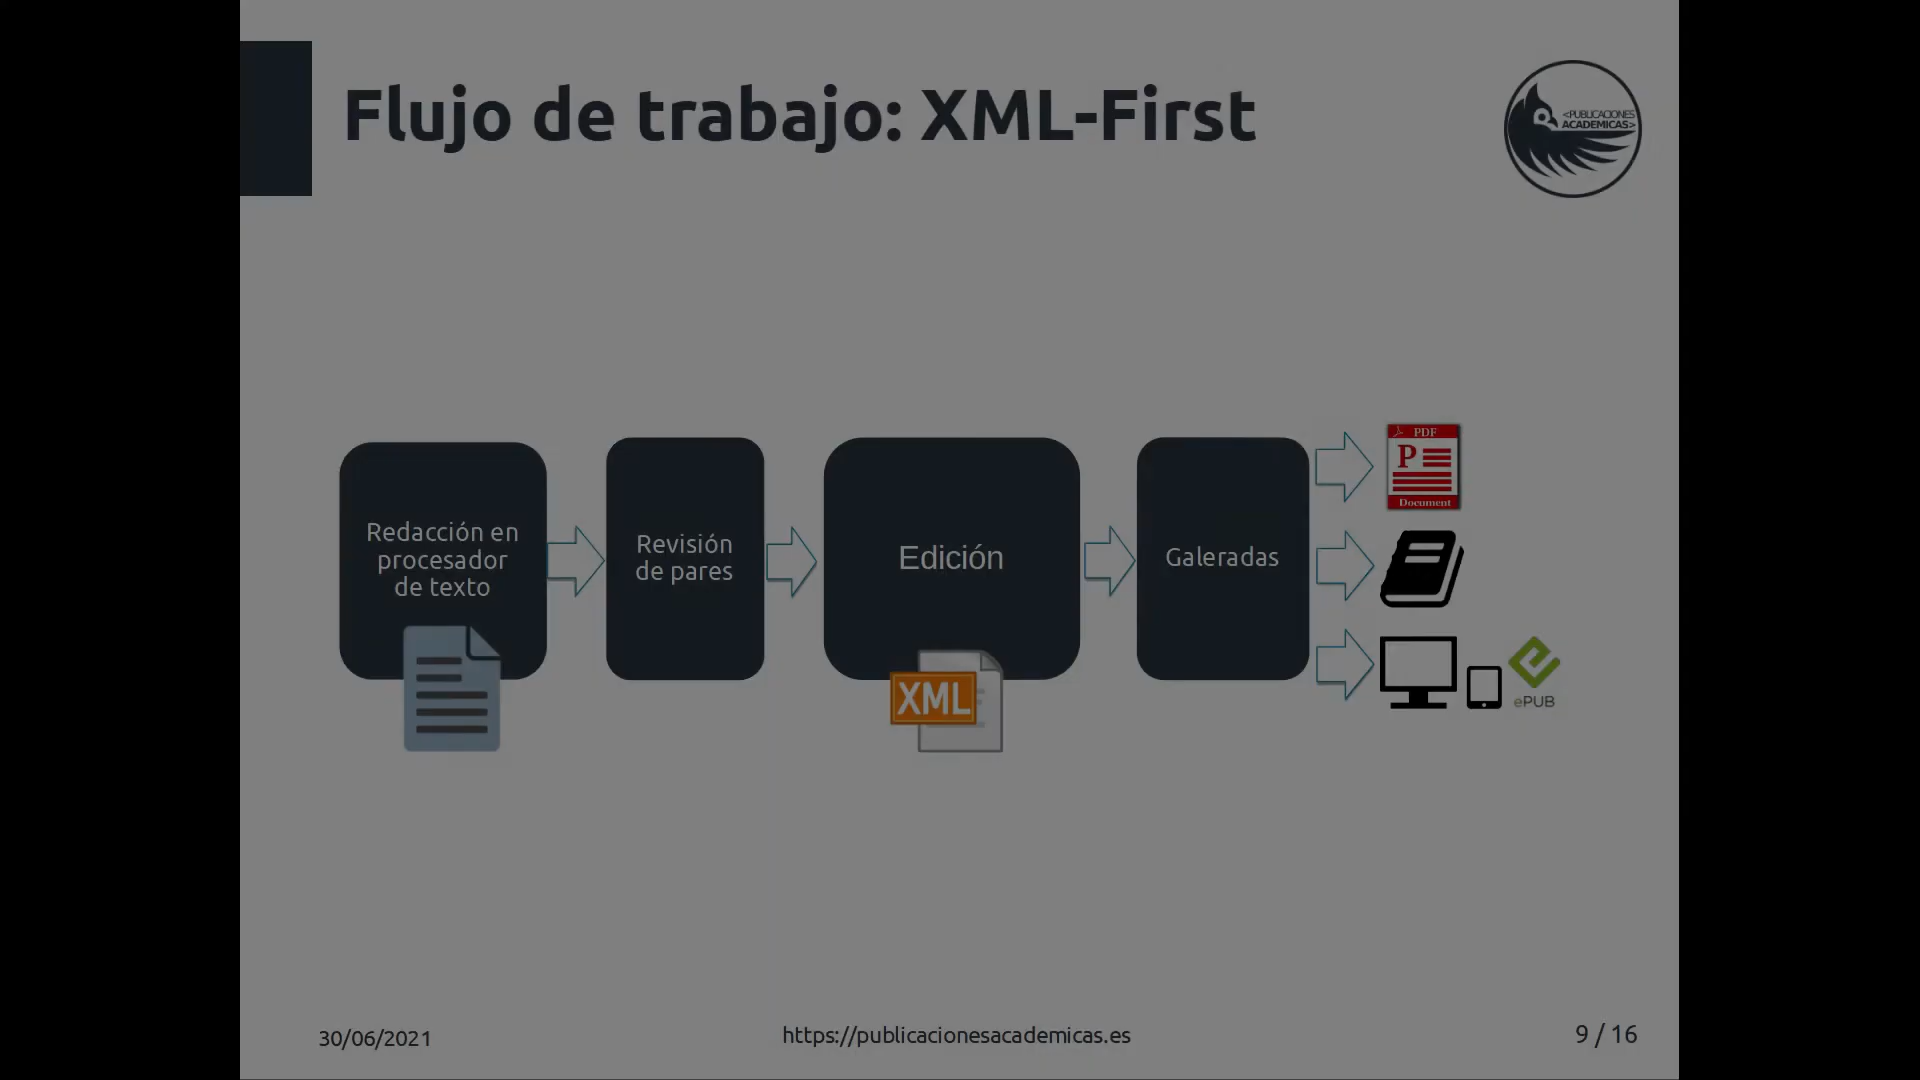 Flujo de trabajo: XML-First
<PUBLICACIONES
ACADEMICAS>
Redacción en
procesador
de texto
Revisión
de pares
Edición
XML
Galeradas
PDF
P
Document
ePUB
30/06/2021
https://publicacionesacademicas.es
9 / 16